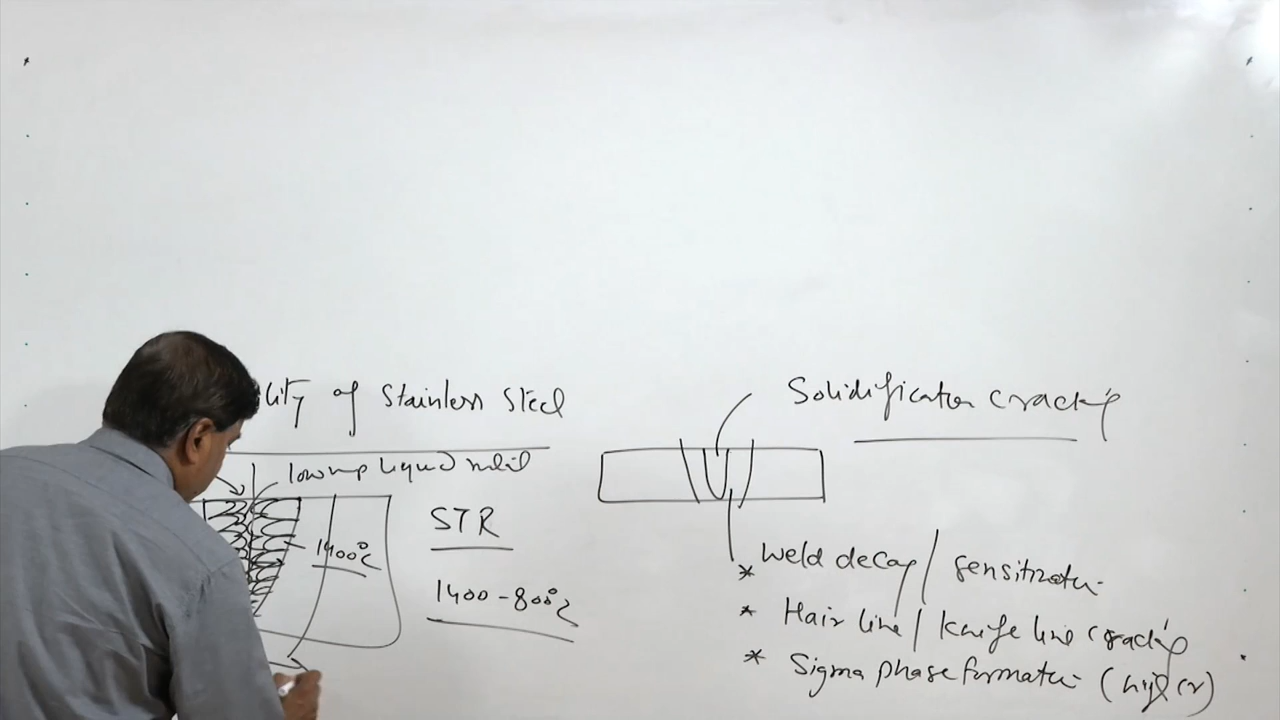 lity of Stainless Steel
low mp liquid metal
1400°C
STR
1400-800°C
Solidification cracking
* Weld decay / Sensitization
* Hair line / Knife line cracking
* Sigma phase formation (high Cr)